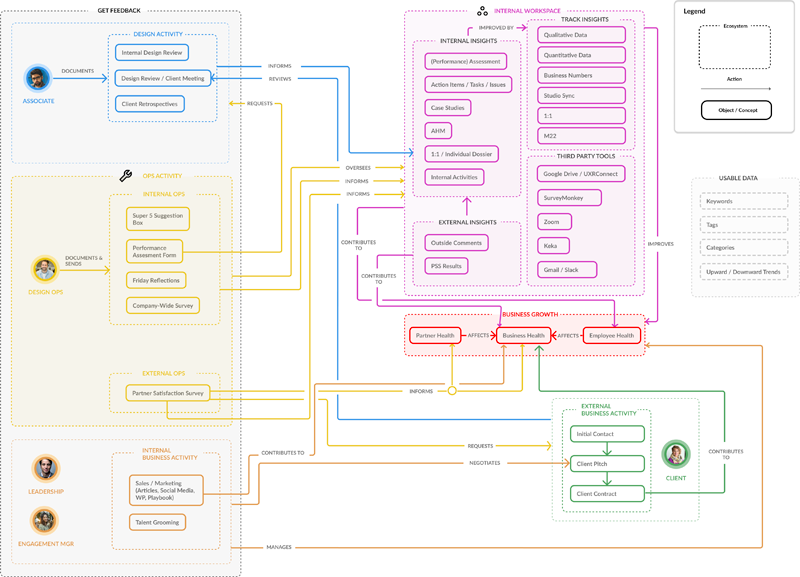 GET FEEDBACK
DESIGN ACTIVITY
Internal Design Review
Design Review / Client Meeting
Client Retrospectives
DOCUMENTS
ASSOCIATE
INFORMS
REVIEWS
REQUESTS
OPS ACTIVITY
INTERNAL OPS
Super 5 Suggestion
Box
Performance
Assesment Form
Friday Reflections
Company-Wide Survey
DOCUMENTS &
SENDS
DESIGN OPS
OVERSEES
INFORMS
INFORMS
EXTERNAL OPS
Partner Satisfaction Survey
INTERNAL
BUSINESS ACTIVITY
Sales / Marketing
(Articles, Social Media,
WP, Playbook)
Talent Grooming
LEADERSHIP
ENGAGEMENT MGR
CONTRIBUTES TO
NEGOTIATES
REQUESTS
INFORMS
MANAGES
INTERNAL WORKSPACE
IMPROVED BY
INTERNAL INSIGHTS
(Performance) Assessment
Action Items / Tasks / Issues
Case Studies
AHM
1:1 / Individual Dossier
Internal Activities
EXTERNAL INSIGHTS
Outside Comments
PSS Results
TRACK INSIGHTS
Qualitative Data
Quantitative Data
Business Numbers
Studio Sync
1:1
M22
THIRD PARTY TOOLS
Google Drive / UXRConnect
SurveyMonkey
Zoom
Keka
Gmail / Slack
CONTRIBUTES
TO
CONTRIBUTES
TO
IMPROVES
BUSINESS GROWTH
Partner Health
AFFECTS
Business Health
AFFECTS
Employee Health
EXTERNAL
BUSINESS ACTIVITY
Initial Contact
Client Pitch
Client Contract
CLIENT
CONTRIBUTES
TO
Legend
Ecosystem
Action
Object / Concept
USABLE DATA
Keywords
Tags
Categories
Upward / Downward Trends